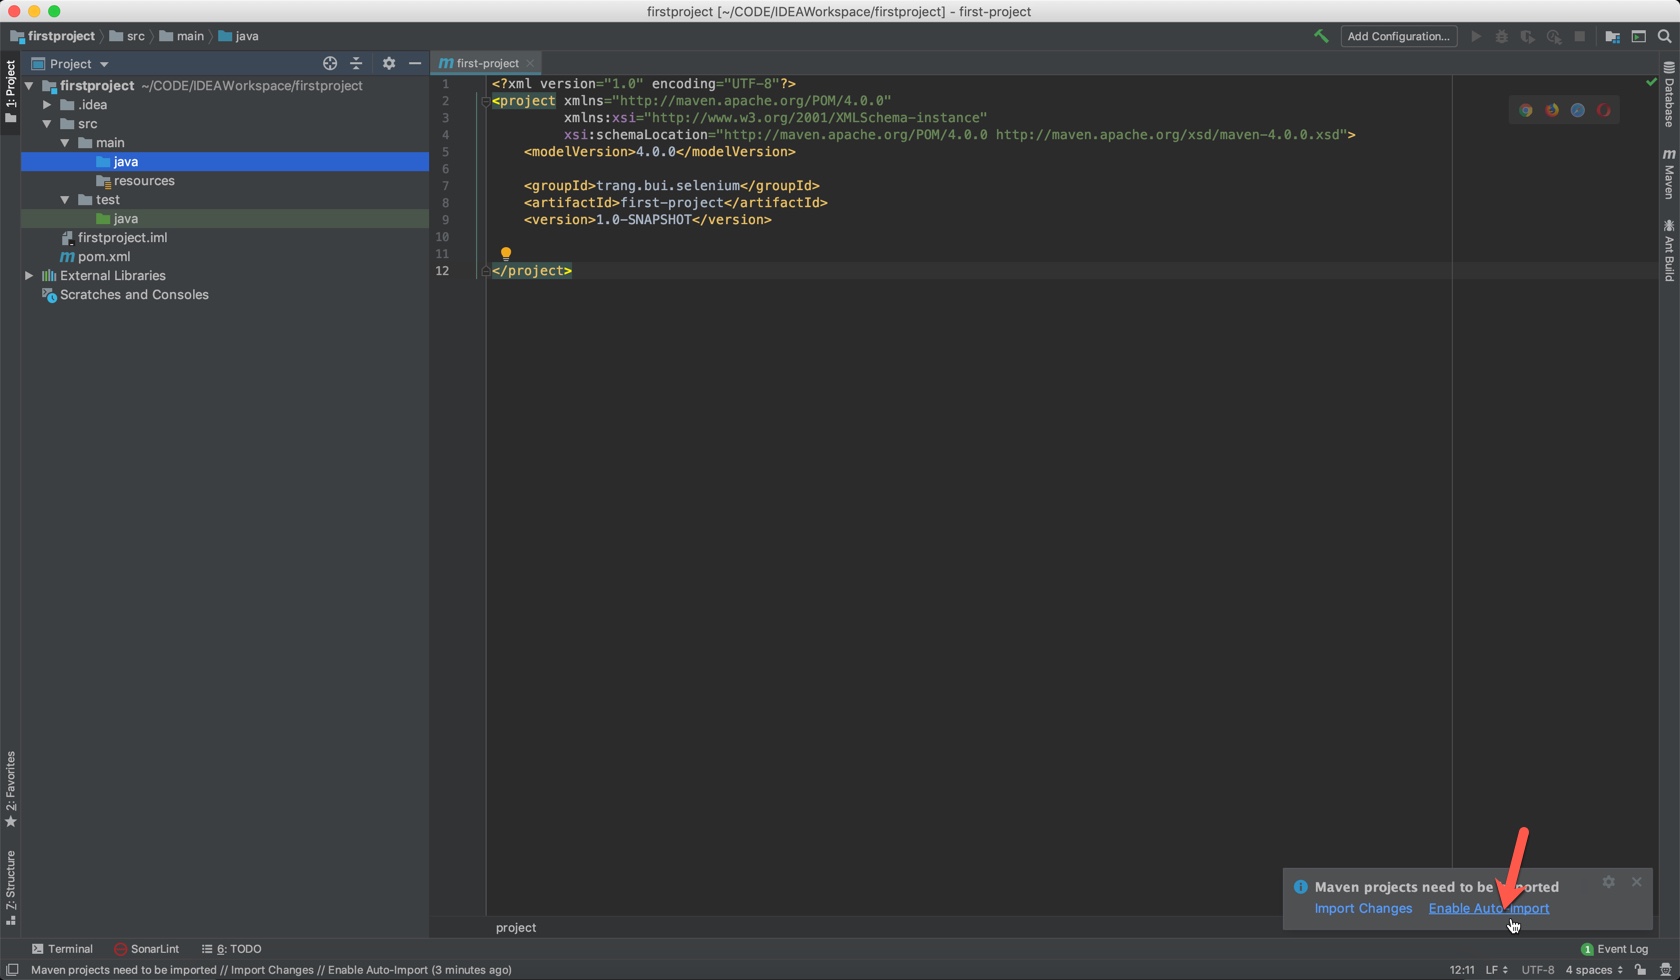 firstproject [~/CODE/IDEAWorkspace/firstproject] - first-project
firstproject
src
main
java
Add Configuration...
1: Project
Project
first-project
firstproject ~/CODE/IDEAWorkspace/firstproject
.idea
src
main
java
resources
test
java
firstproject.iml
pom.xml
External Libraries
Scratches and Consoles
1 <?xml version="1.0" encoding="UTF-8"?>
2 <project xmlns="http://maven.apache.org/POM/4.0.0"
3 xmlns:xsi="http://www.w3.org/2001/XMLSchema-instance"
4 xsi:schemaLocation="http://maven.apache.org/POM/4.0.0 http://maven.apache.org/xsd/maven-4.0.0.xsd">
5 <modelVersion>4.0.0</modelVersion>
6
7 <groupId>trang.bui.selenium</groupId>
8 <artifactId>first-project</artifactId>
9 <version>1.0-SNAPSHOT</version>
10
11
12 </project>
Database
Maven
Ant Build
2: Favorites
Z: Structure
Maven projects need to be ported
Import Changes Enable Auto-Import
project
Terminal
SonarLint
6: TODO
1 Event Log
Maven projects need to be imported // Import Changes // Enable Auto-Import (3 minutes ago)
12:11 LF UTF-8 4 spaces